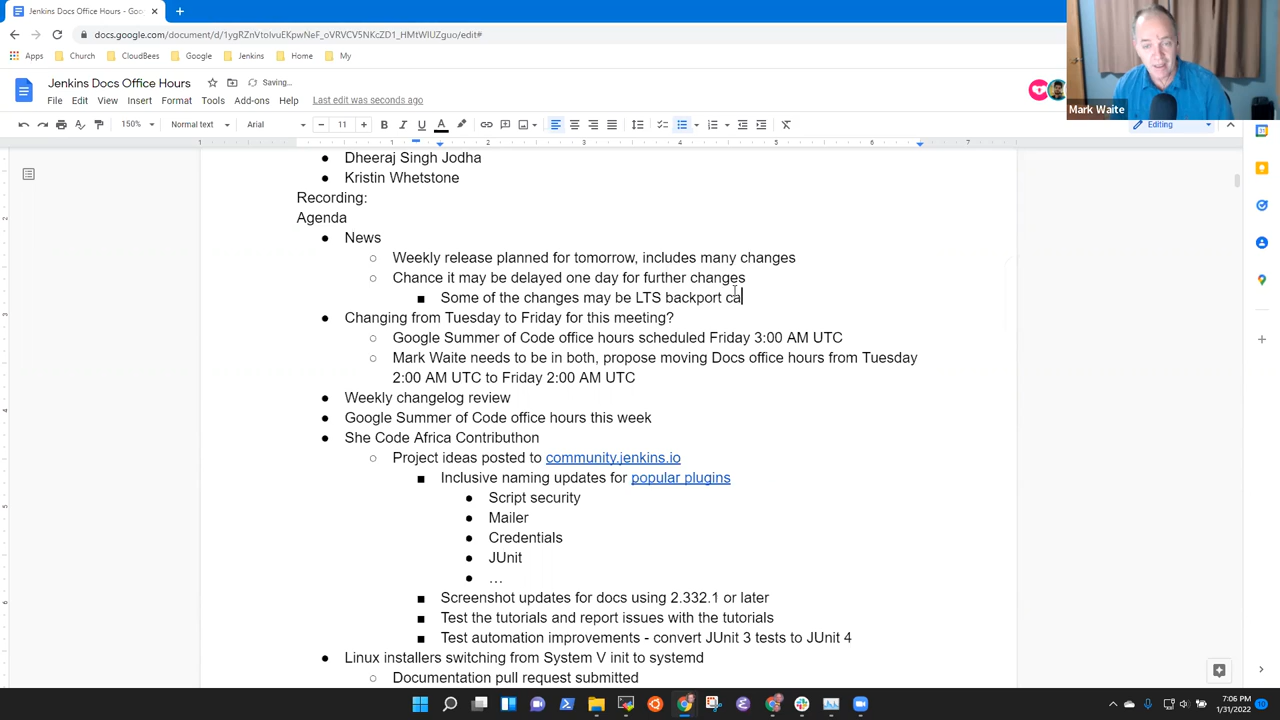 Jenkins Docs Office Hours - Goo
docs.google.com/document/d/1ygRZnVtoIvuEKpwNeF_oVRVCV5NKcZD1_HMtWIUZguo/edit#
Apps Church CloudBees Google Jenkins Home My
Jenkins Docs Office Hours Saving...
File Edit View Insert Format Tools Add-ons Help Last edit was seconds ago
Mark Waite
150% Normal text Arial 11 Editing
Dheeraj Singh Jodha
Kristin Whetstone
Recording:
Agenda
News
Weekly release planned for tomorrow, includes many changes
Chance it may be delayed one day for further changes
Some of the changes may be LTS backport ca
Changing from Tuesday to Friday for this meeting?
Google Summer of Code office hours scheduled Friday 3:00 AM UTC
Mark Waite needs to be in both, propose moving Docs office hours from Tuesday
2:00 AM UTC to Friday 2:00 AM UTC
Weekly changelog review
Google Summer of Code office hours this week
She Code Africa Contributhon
Project ideas posted to community.jenkins.io
Inclusive naming updates for popular plugins
Script security
Mailer
Credentials
JUnit
…
Screenshot updates for docs using 2.332.1 or later
Test the tutorials and report issues with the tutorials
Test automation improvements - convert JUnit 3 tests to JUnit 4
Linux installers switching from System V init to systemd
Documentation pull request submitted
7:06 PM
1/31/2022